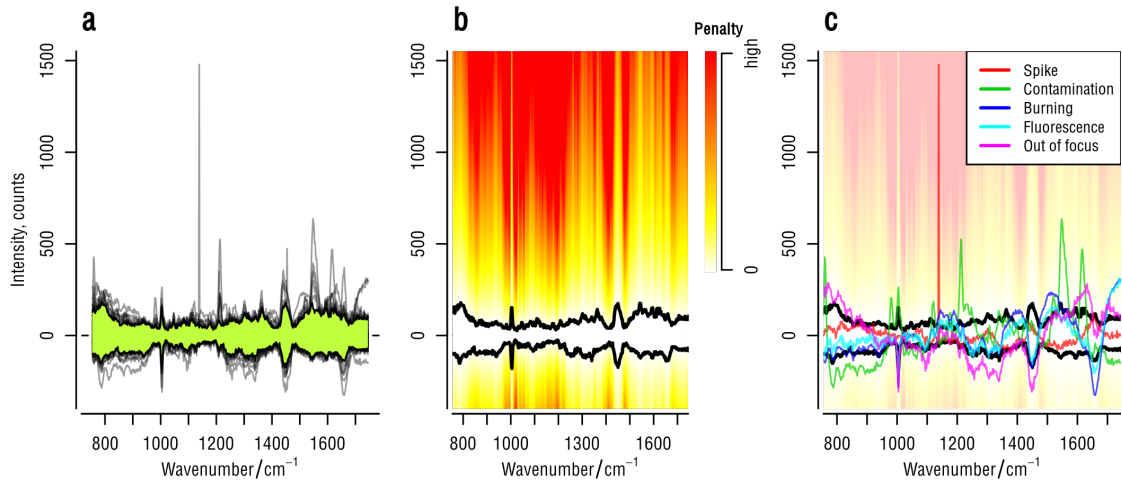 a
1500
1000
500
0
Intensity, counts
800
1000
1200
1400
1600
Wavenumber/cm−1
b
Penalty
high
0
1500
1000
500
0
800
1000
1200
1400
1600
Wavenumber/cm−1
c
Spike
Contamination
Burning
Fluorescence
Out of focus
1500
1000
500
0
800
1000
1200
1400
1600
Wavenumber/cm−1